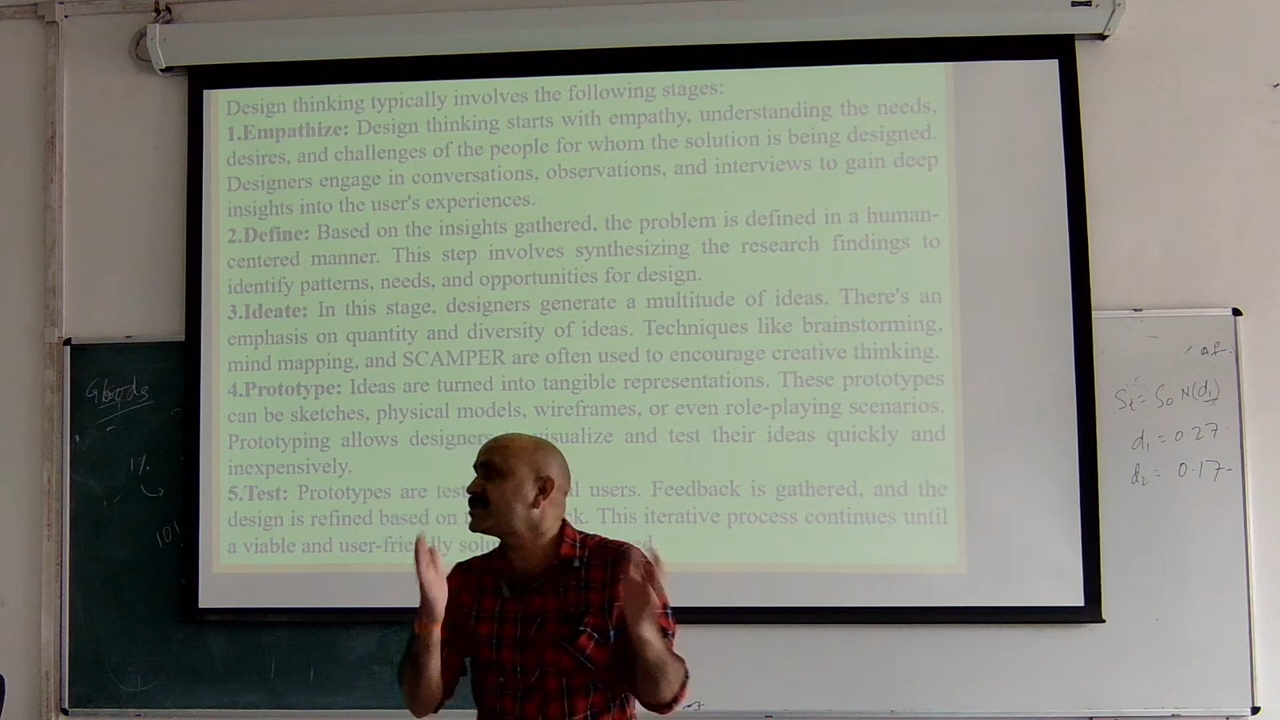 Design thinking typically involves the following stages:
1.Empathize: Design thinking starts with empathy, understanding the needs,
desires, and challenges of the people for whom the solution is being designed.
Designers engage in conversations, observations, and interviews to gain deep
insights into the user's experiences.
2.Define: Based on the insights gathered, the problem is defined in a human-
centered manner. This step involves synthesizing the research findings to
identify patterns, needs, and opportunities for design.
3.Ideate: In this stage, designers generate a multitude of ideas. There's an
emphasis on quantity and diversity of ideas. Techniques like brainstorming,
mind mapping, and SCAMPER are often used to encourage creative thinking.
4.Prototype: Ideas are turned into tangible representations. These prototypes
can be sketches, physical models, wireframes, or even role-playing scenarios.
Prototyping allows designers visualize and test their ideas quickly and
inexpensively.
5.Test: Prototypes are users. Feedback is gathered, and the
design is refined based on This iterative process continues until
a viable and user-friendly
1%
St = S0 N(d1)
d1 = 0.27
d2 = 0.17